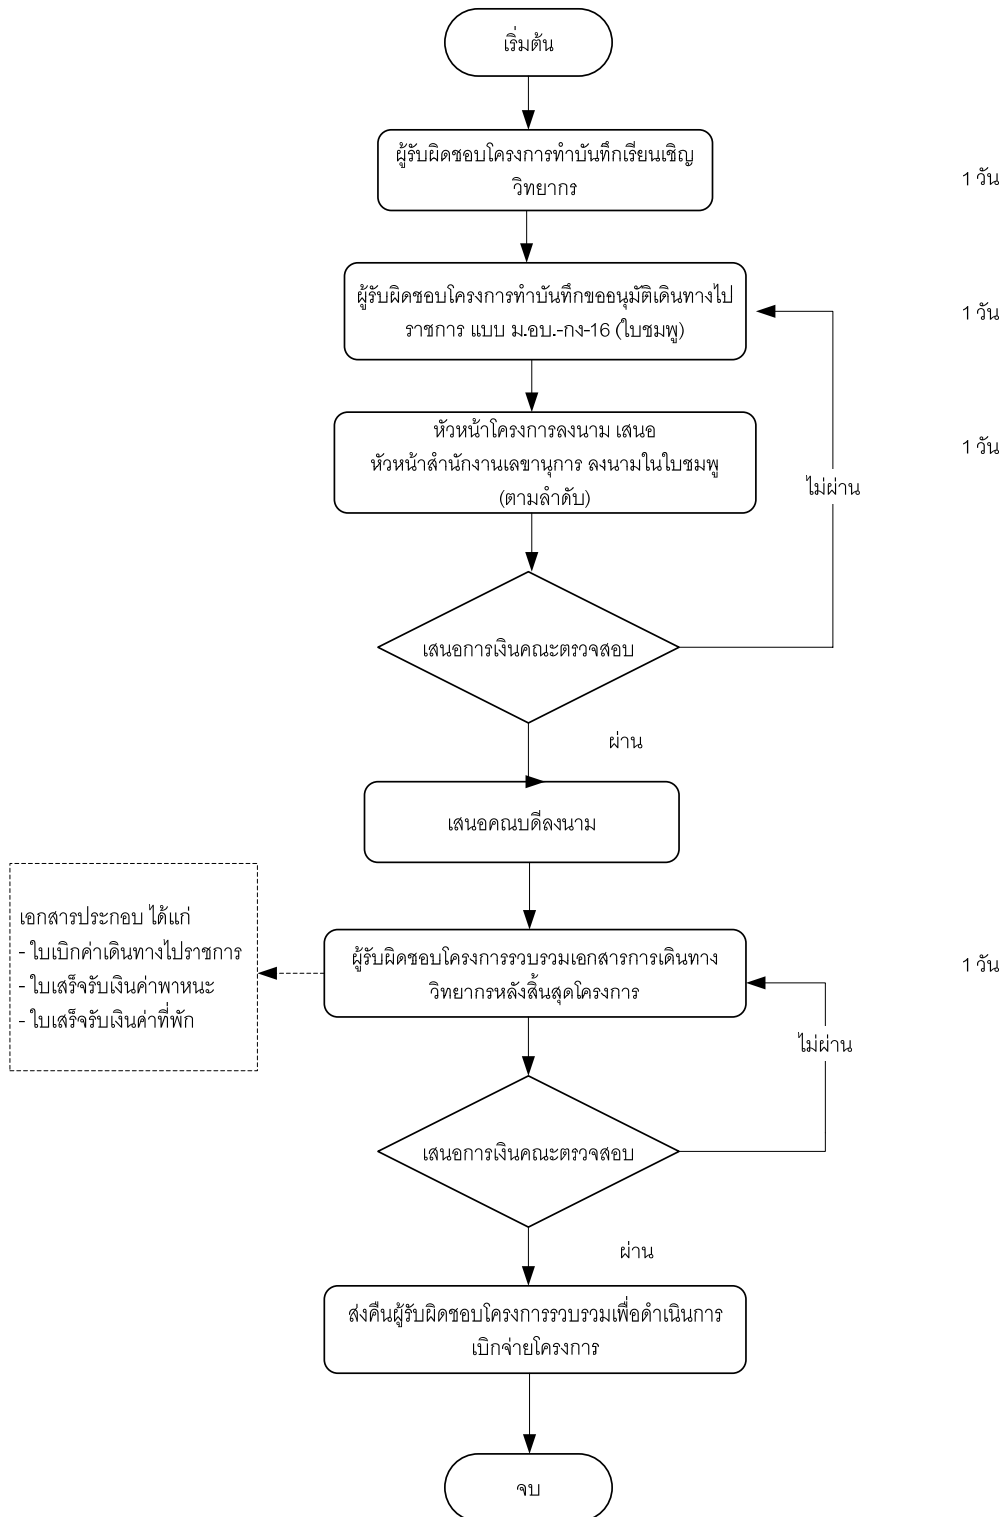 เริ่มต้น
ผู้รับผิดชอบโครงการทำบันทึกเรียนเชิญ
วิทยากร
1 วัน
ผู้รับผิดชอบโครงการทำบันทึกขออนุมัติเดินทางไป
ราชการ แบบ ม.อบ.-กง-16 (ใบชมพู)
1 วัน
หัวหน้าโครงการลงนาม เสนอ
หัวหน้าสำนักงานเลขานุการ ลงนามในใบชมพู
(ตามลำดับ)
1 วัน
ไม่ผ่าน
เสนอการเงินคณะตรวจสอบ
ผ่าน
เสนอคณบดีลงนาม
เอกสารประกอบ ได้แก่
- ใบเบิกค่าเดินทางไปราชการ
- ใบเสร็จรับเงินค่าพาหนะ
- ใบเสร็จรับเงินค่าที่พัก
ผู้รับผิดชอบโครงการรวบรวมเอกสารการเดินทาง
วิทยากรหลังสิ้นสุดโครงการ
1 วัน
ไม่ผ่าน
เสนอการเงินคณะตรวจสอบ
ผ่าน
ส่งคืนผู้รับผิดชอบโครงการรวบรวมเพื่อดำเนินการ
เบิกจ่ายโครงการ
จบ